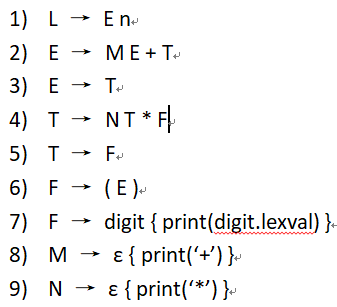 1) L → E n
2) E → M E + T
3) E → T
4) T → N T * F
5) T → F
6) F → ( E )
7) F → digit { print(digit.lexval) }
8) M → ε { print(‘+’) }
9) N → ε { print(‘*’) }